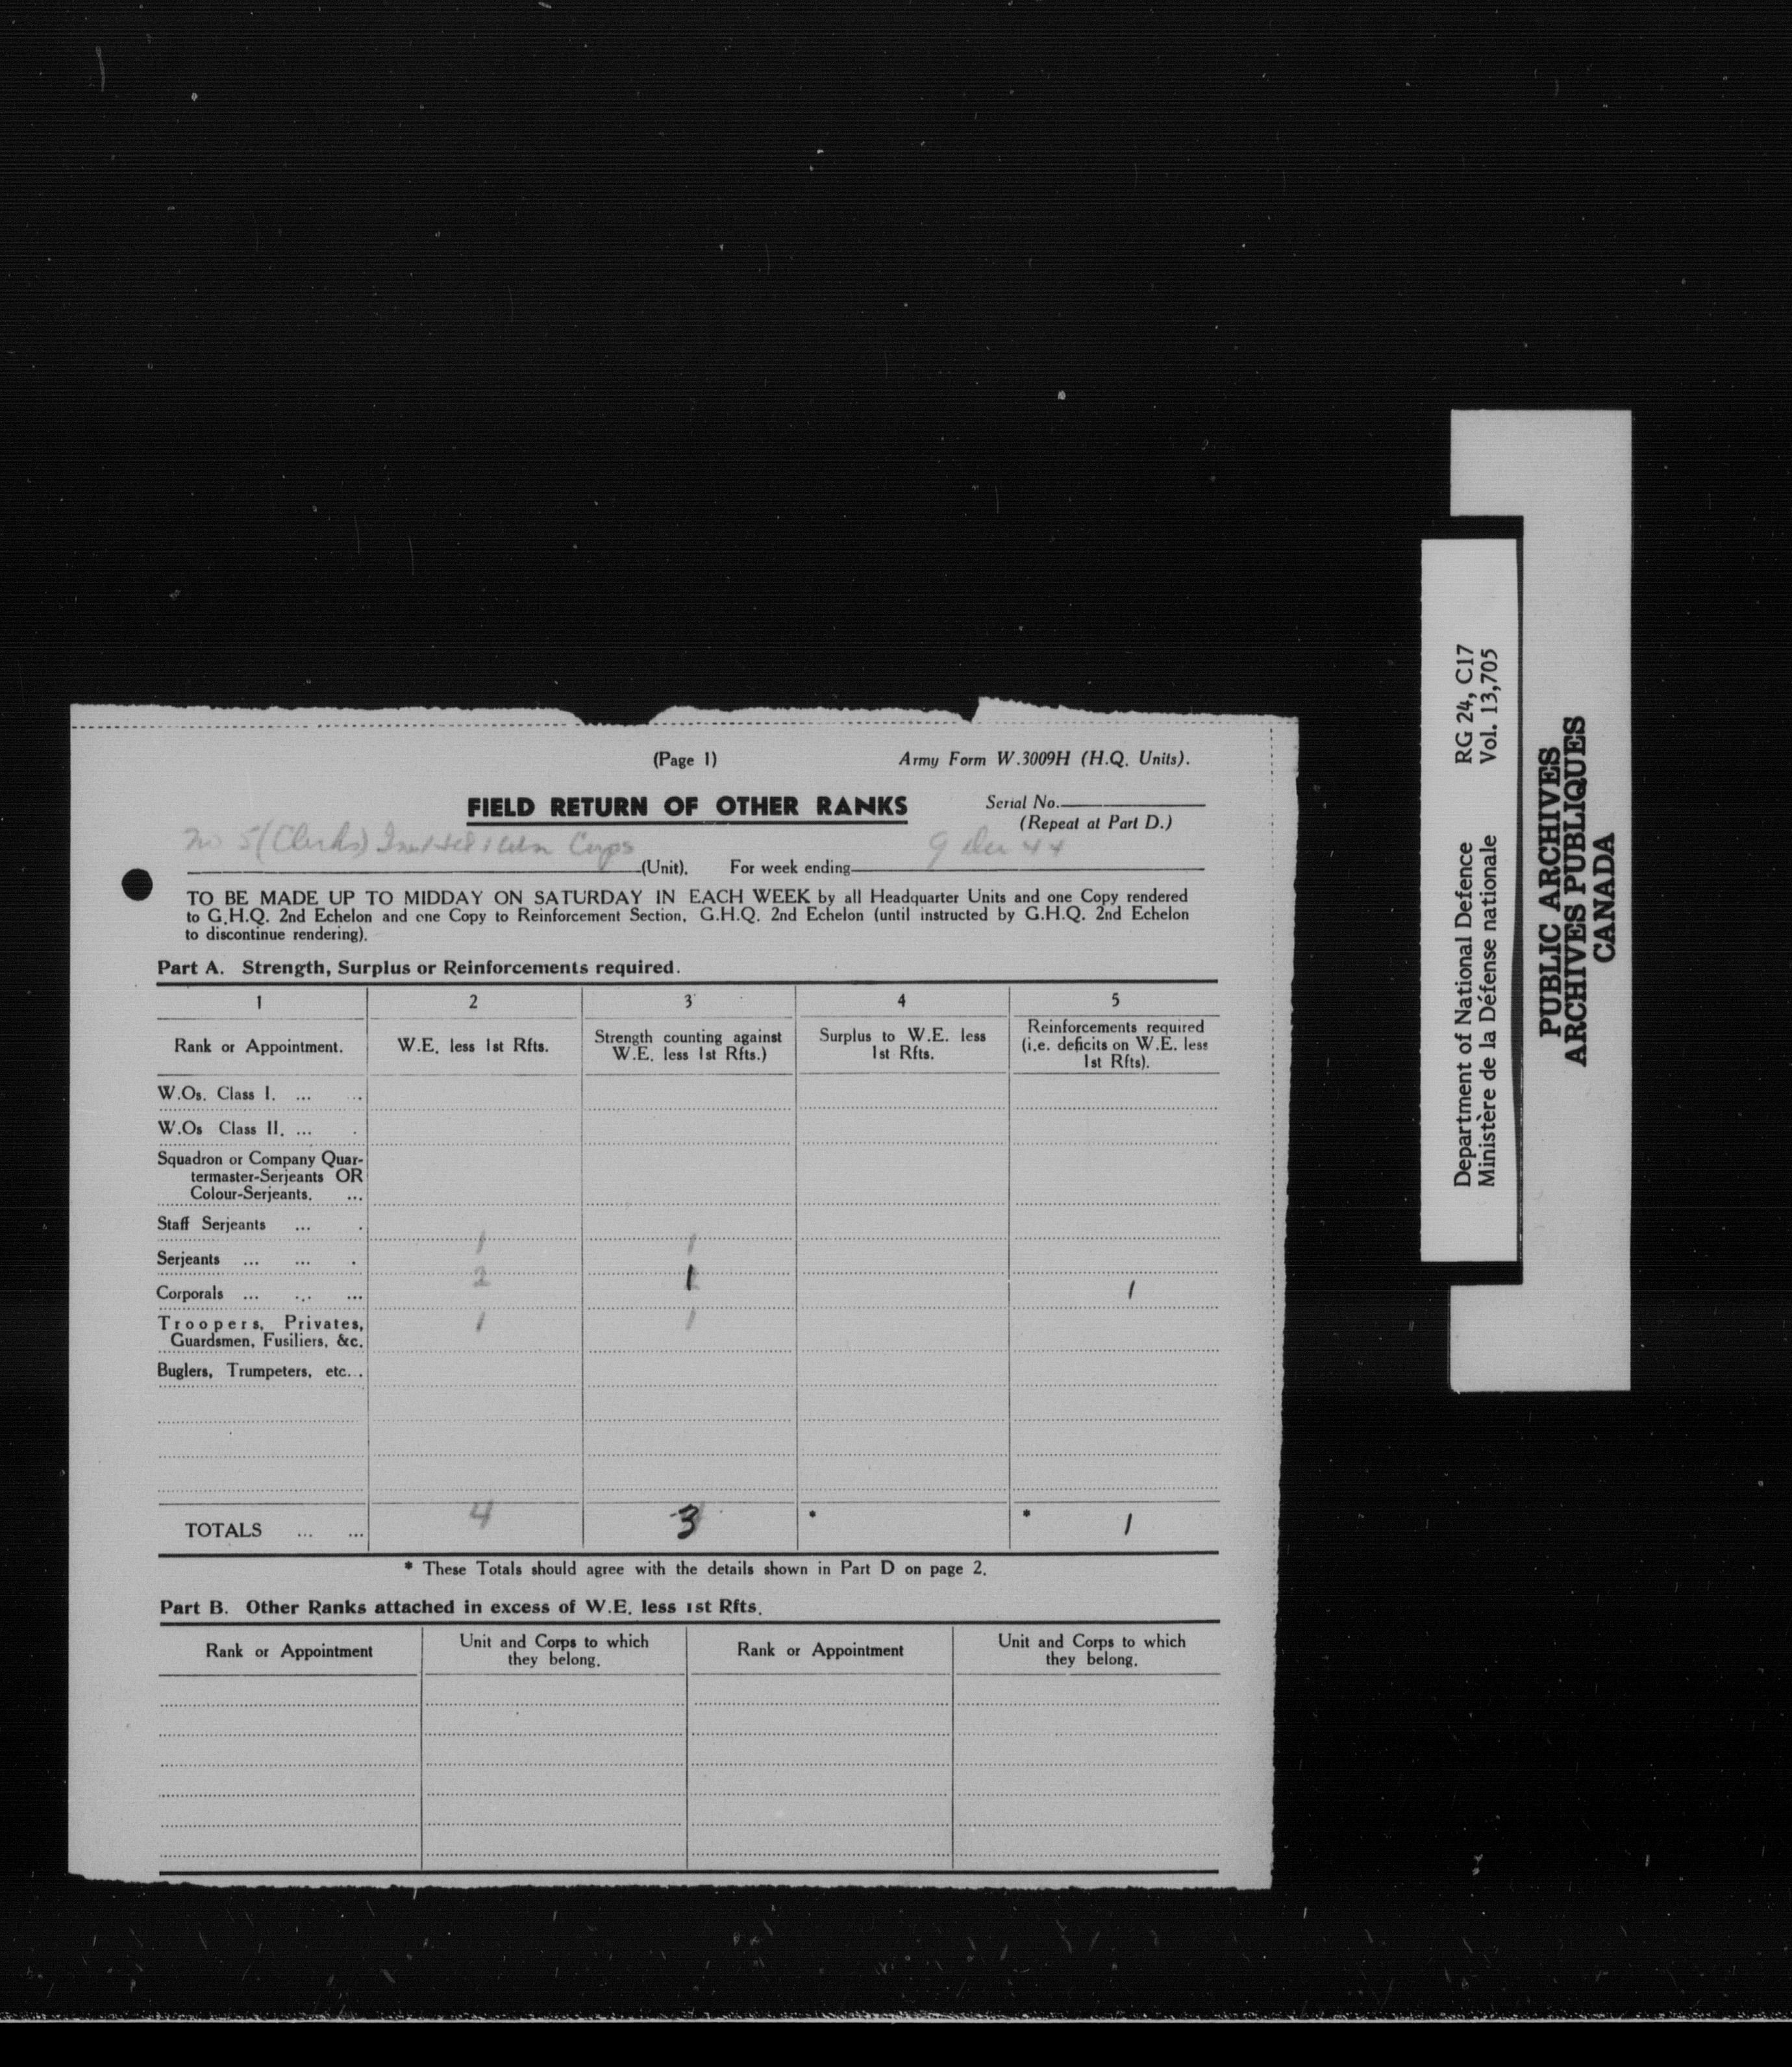 (Page 1)
Army Form W.3009H (H.Q. Units).
FIELD RETURN OF OTHER RANKS
Serial No.
(Repeat at Part D.)
No 5 (Clerks) Corps (Unit). For week ending 9 Dec 44
TO BE MADE UP TO MIDDAY ON SATURDAY IN EACH WEEK by all Headquarter Units and one Copy rendered
to G.H.Q. 2nd Echelon and one Copy to Reinforcement Section, G.H.Q. 2nd Echelon (until instructed by G.H.Q. 2nd Echelon
to discontinue rendering).
Part A. Strength, Surplus or Reinforcements required.
1 2 3 4 5
Rank or Appointment. W.E. less 1st Rfts. Strength counting against W.E. less 1st Rfts.) Surplus to W.E. less 1st Rfts. Reinforcements required (i.e. deficits on W.E. less 1st Rfts).
W.Os. Class I. ...
W.Os Class II. ...
Squadron or Company Quar-
termaster-Serjeants OR
Colour-Serjeants. ...
Staff Serjeants ...
Serjeants ... ... . 1 1
Corporals ... ... ... 2 1 1
Troopers, Privates,
Guardsmen, Fusiliers, &c. 1 1
Buglers, Trumpeters, etc...
TOTALS ... ... 4 3 * * 1
* These Totals should agree with the details shown in Part D on page 2.
Part B. Other Ranks attached in excess of W.E. less 1st Rfts.
Rank or Appointment Unit and Corps to which they belong. Rank or Appointment Unit and Corps to which they belong.
Department of National Defence RG 24, C17
Ministère de la Défense nationale Vol. 13,705
PUBLIC ARCHIVES
ARCHIVES PUBLIQUES
CANADA